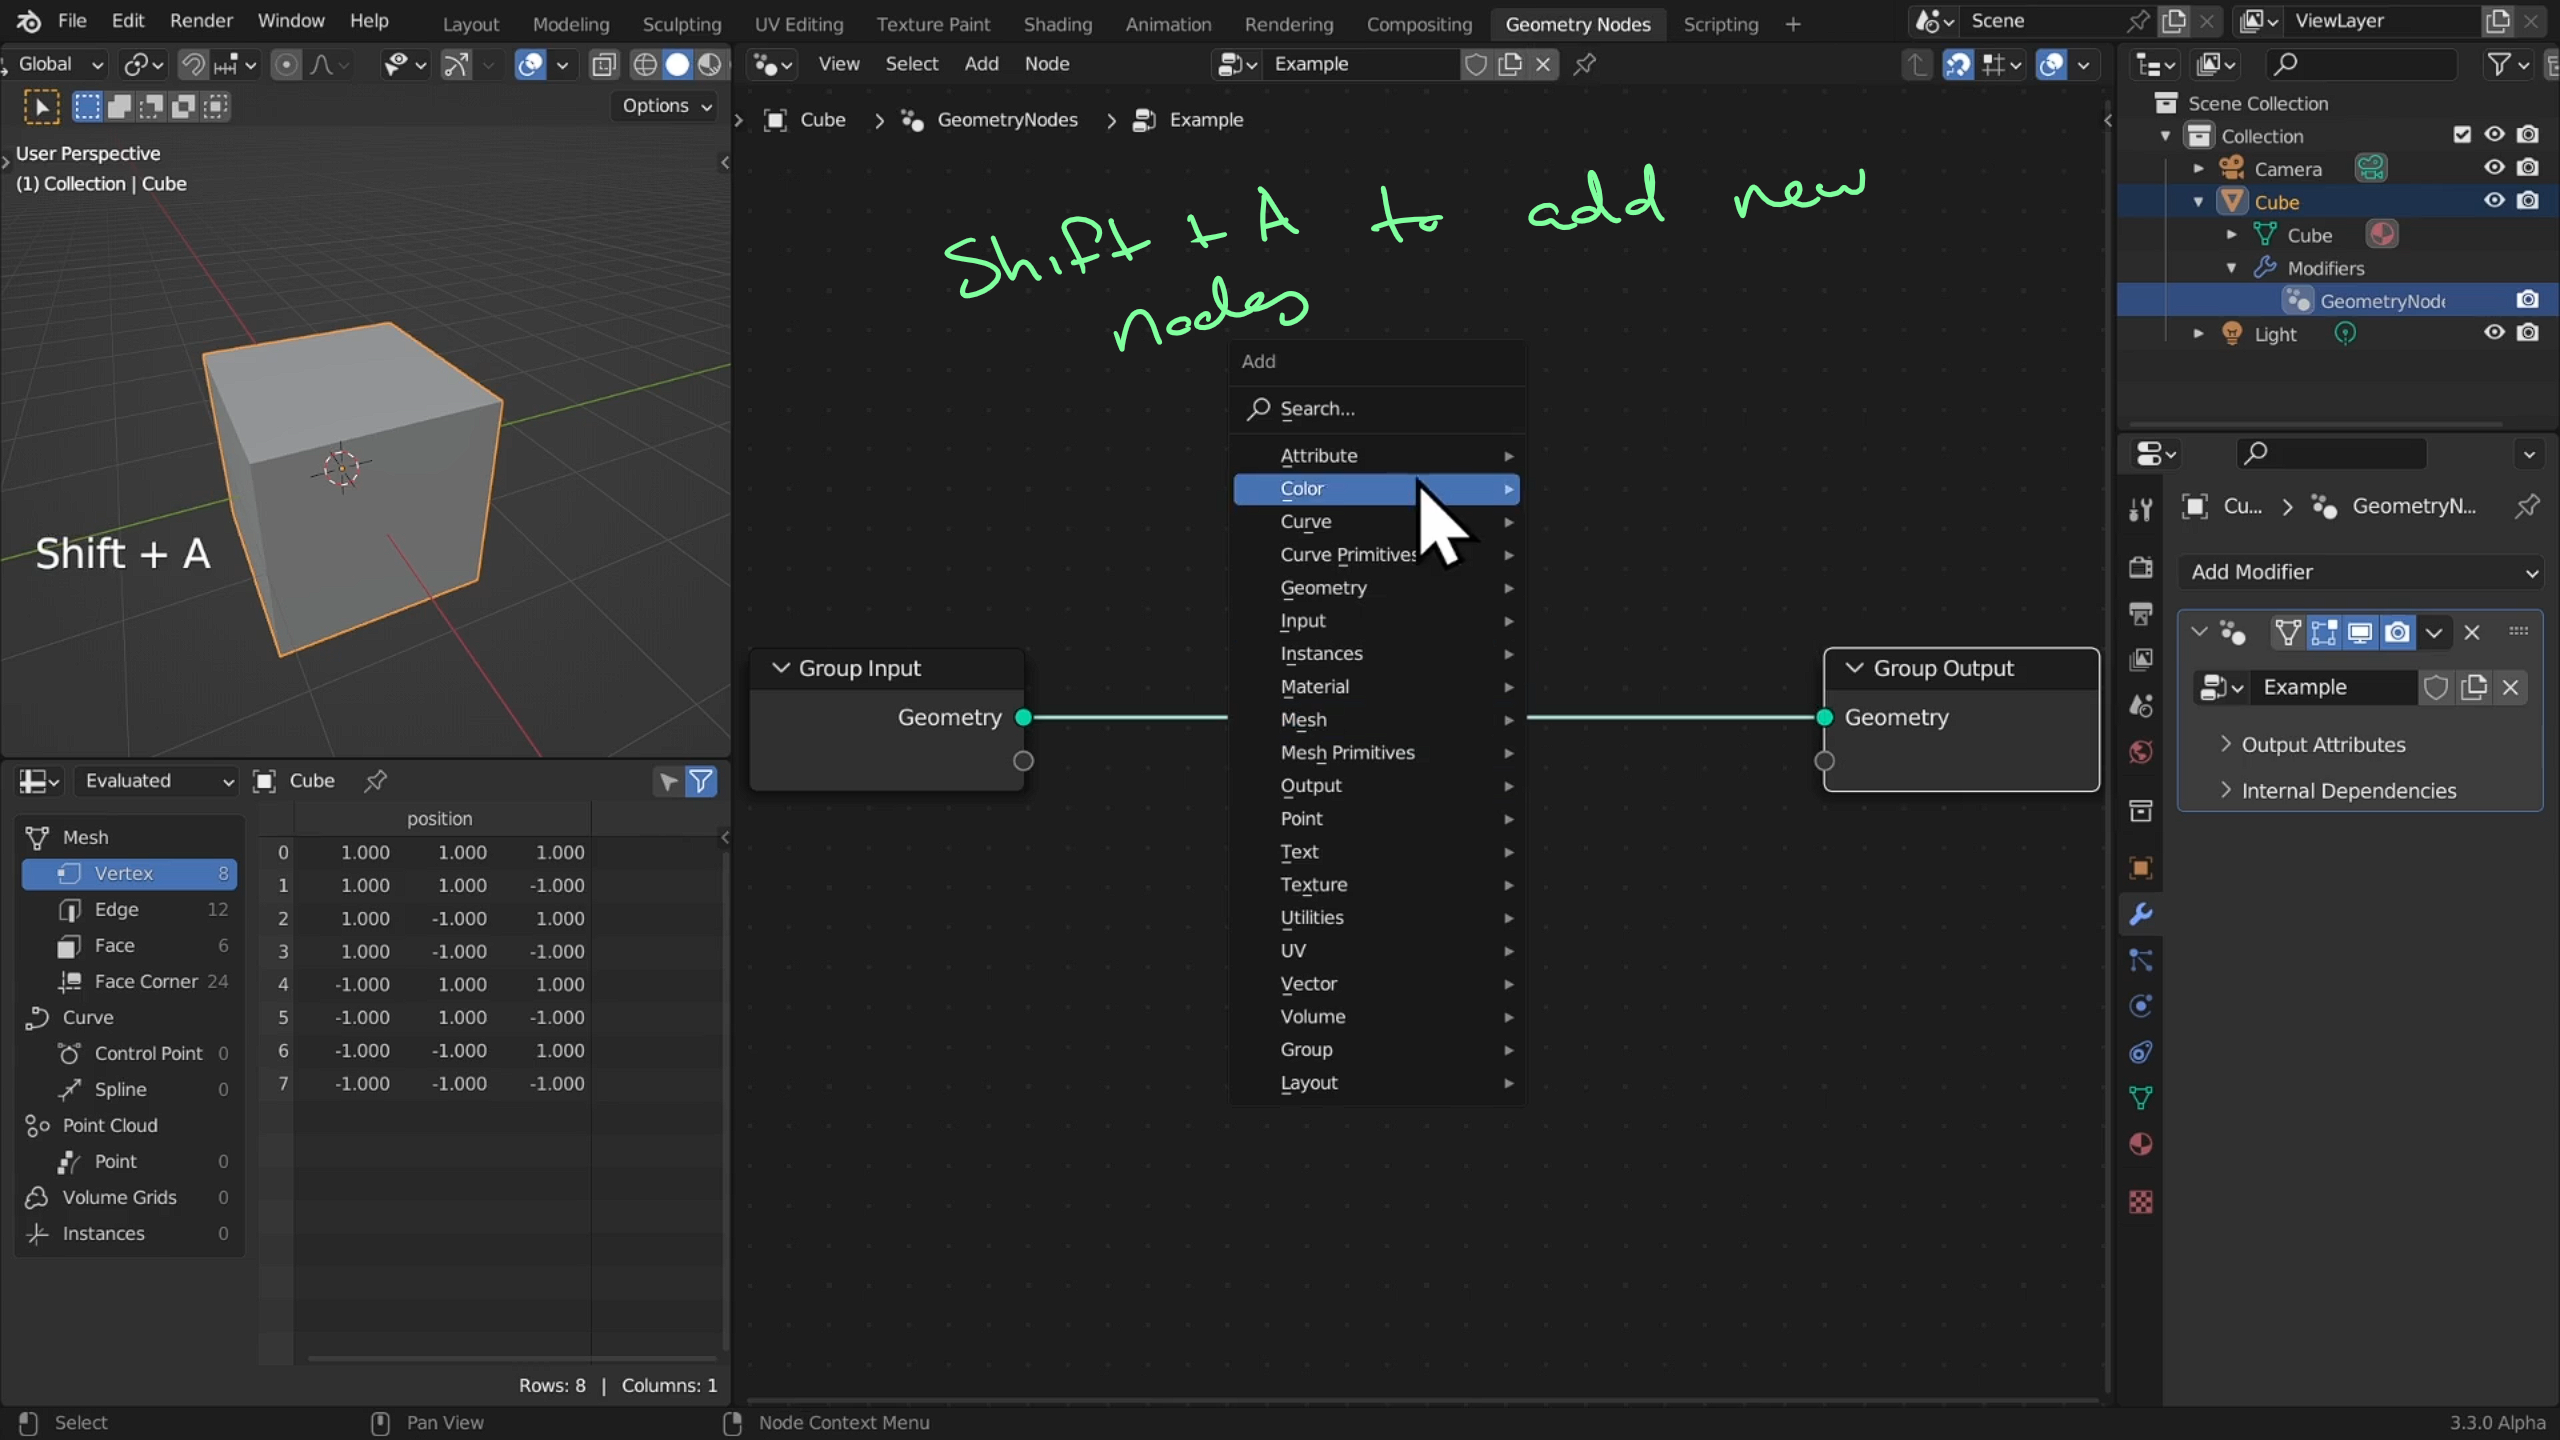 File Edit Render Window Help Layout Modeling Sculpting UV Editing Texture Paint Shading Animation Rendering Compositing Geometry Nodes Scripting + Scene ViewLayer
Global
Options
User Perspective
(1) Collection | Cube
Shift + A
View Select Add Node Example
Cube > GeometryNodes > Example
Shift + A to add new
nodes
Add
Search...
Attribute
Color
Curve
Curve Primitives
Geometry
Input
Instances
Material
Mesh
Mesh Primitives
Output
Point
Text
Texture
Utilities
UV
Vector
Volume
Group
Layout
Group Input
Geometry
Group Output
Geometry
Scene Collection
Collection
Camera
Cube
Cube
Modifiers
GeometryNode
Light
Cu... > GeometryN...
Add Modifier
Example
Output Attributes
Internal Dependencies
Evaluated Cube
Mesh
Vertex 8
Edge 12
Face 6
Face Corner 24
Curve
Control Point 0
Spline 0
Point Cloud
Point 0
Volume Grids 0
Instances 0
position
0 1.000 1.000 1.000
1 1.000 1.000 -1.000
2 1.000 -1.000 1.000
3 1.000 -1.000 -1.000
4 -1.000 1.000 1.000
5 -1.000 1.000 -1.000
6 -1.000 -1.000 1.000
7 -1.000 -1.000 -1.000
Rows: 8 | Columns: 1
Select Pan View Node Context Menu 3.3.0 Alpha